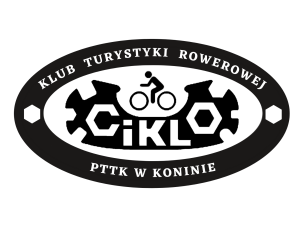 KLUB TURYSTYKI ROWEROWEJ
CiKLO
PTTK W KONINIE